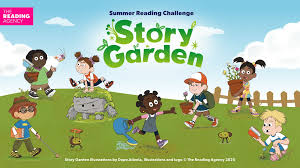 THE
READING
AGENCY
Summer Reading Challenge
Story
Garden
Story Garden illustrations by Dapo Adeola. Illustrations and logo © The Reading Agency 2025